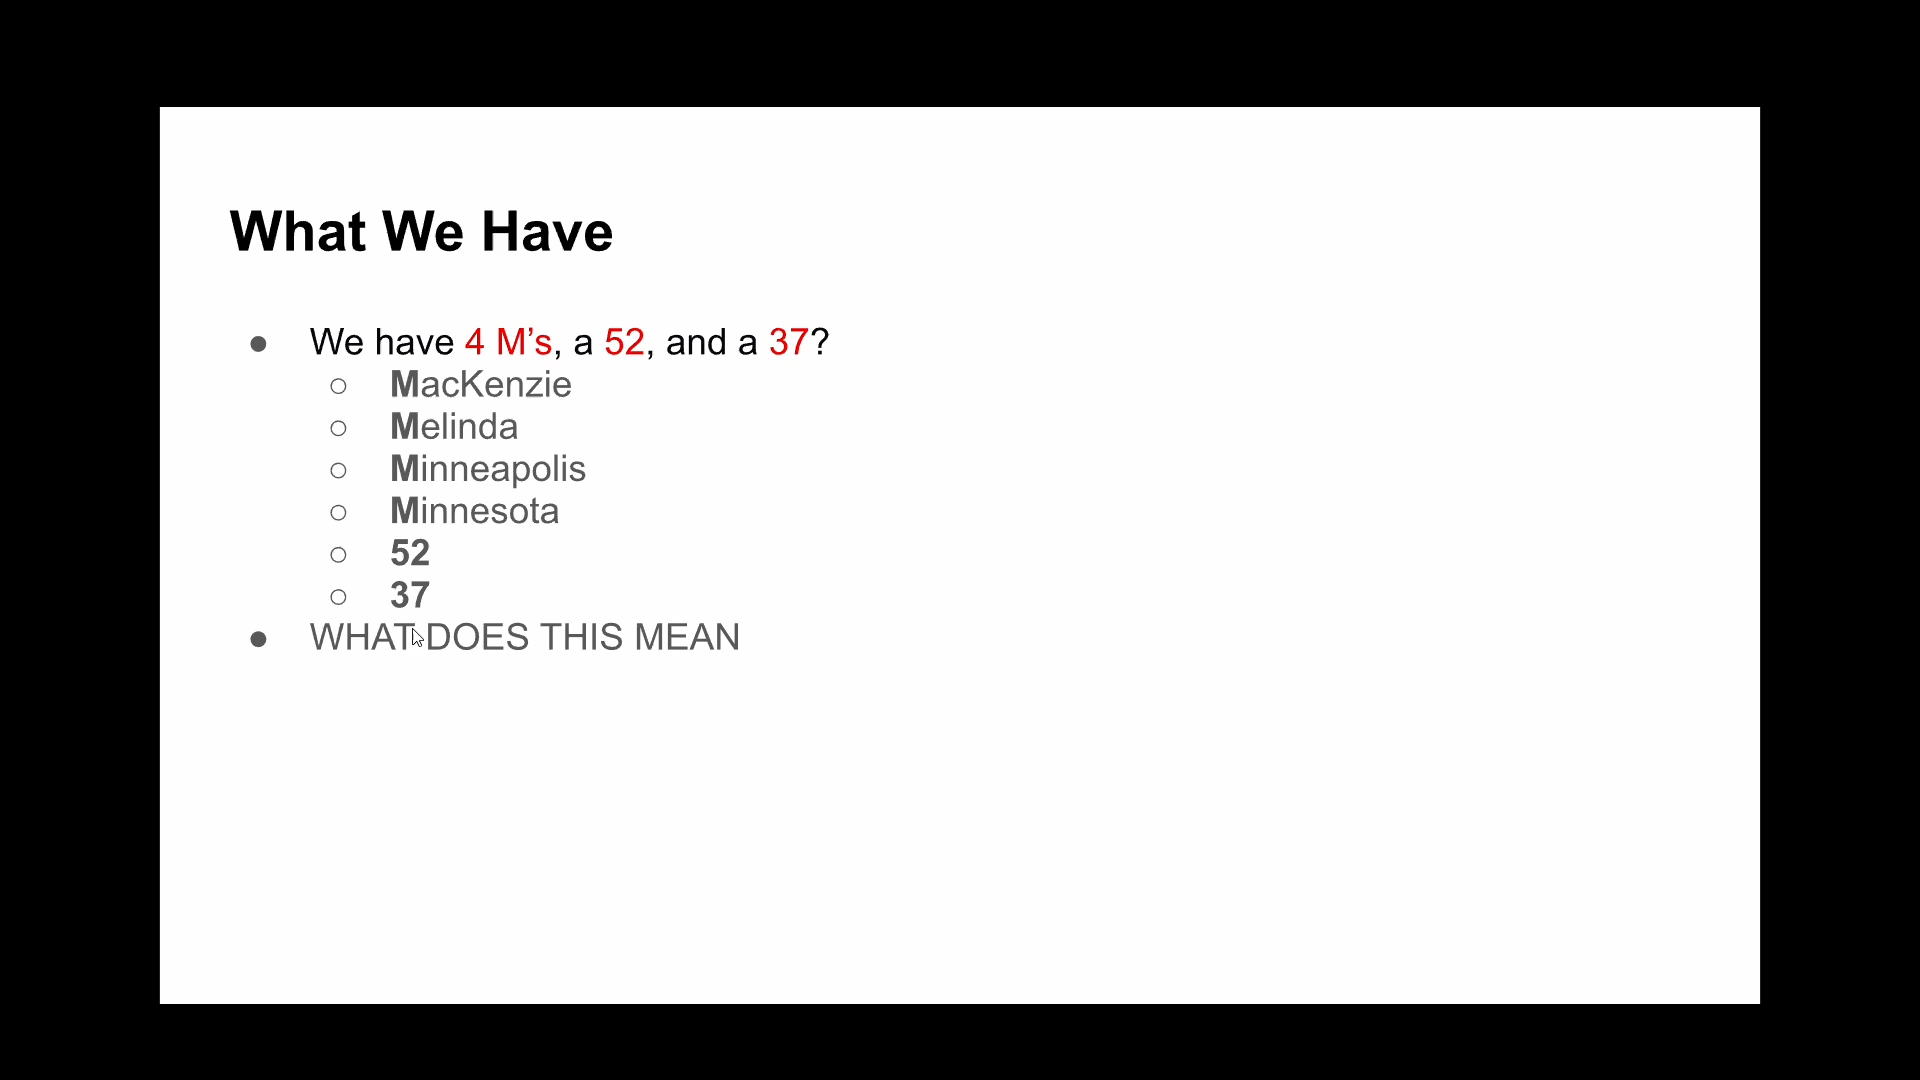 What We Have
● We have 4 M’s, a 52, and a 37?
○ MacKenzie
○ Melinda
○ Minneapolis
○ Minnesota
○ 52
○ 37
● WHAT DOES THIS MEAN